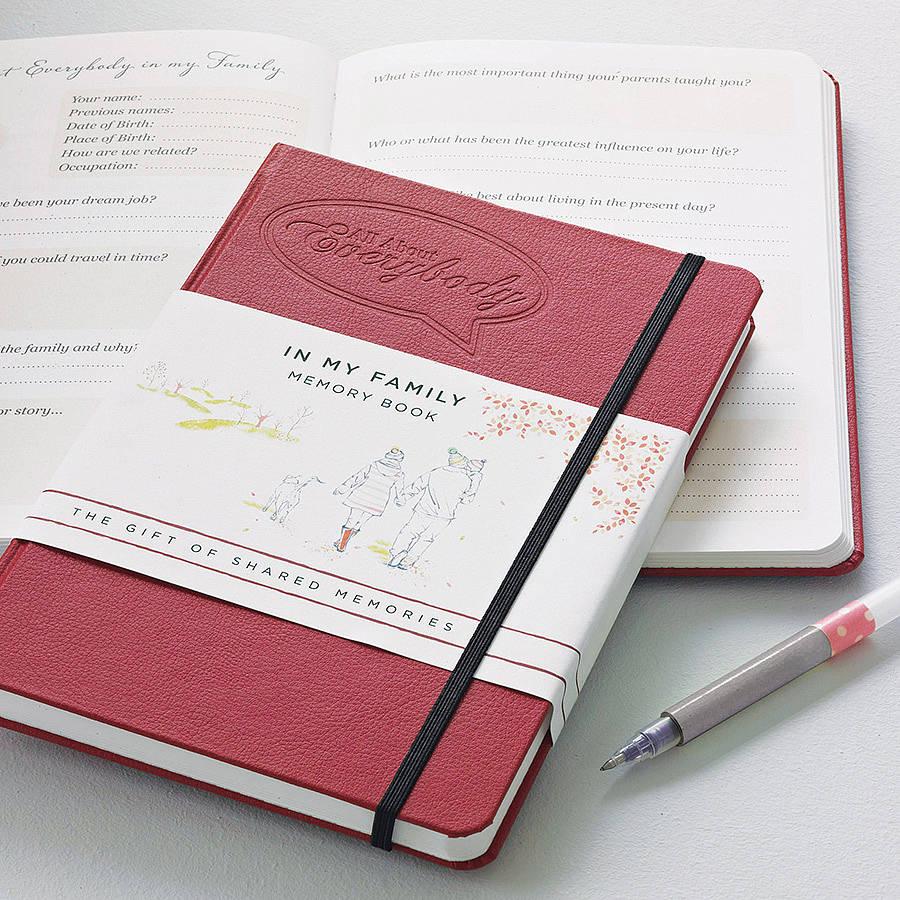 t Everybody in my Family
Your name:
Previous names:
Date of Birth:
Place of Birth:
How are we related?
Occupation:
e been your dream job?
you could travel in time?
the family and why?
or story...
What is the most important thing your parents taught you?
Who or what has been the greatest influence on your life?
like best about living in the present day?
All About
Everybody
IN MY FAMILY
MEMORY BOOK
THE GIFT OF SHARED MEMORIES